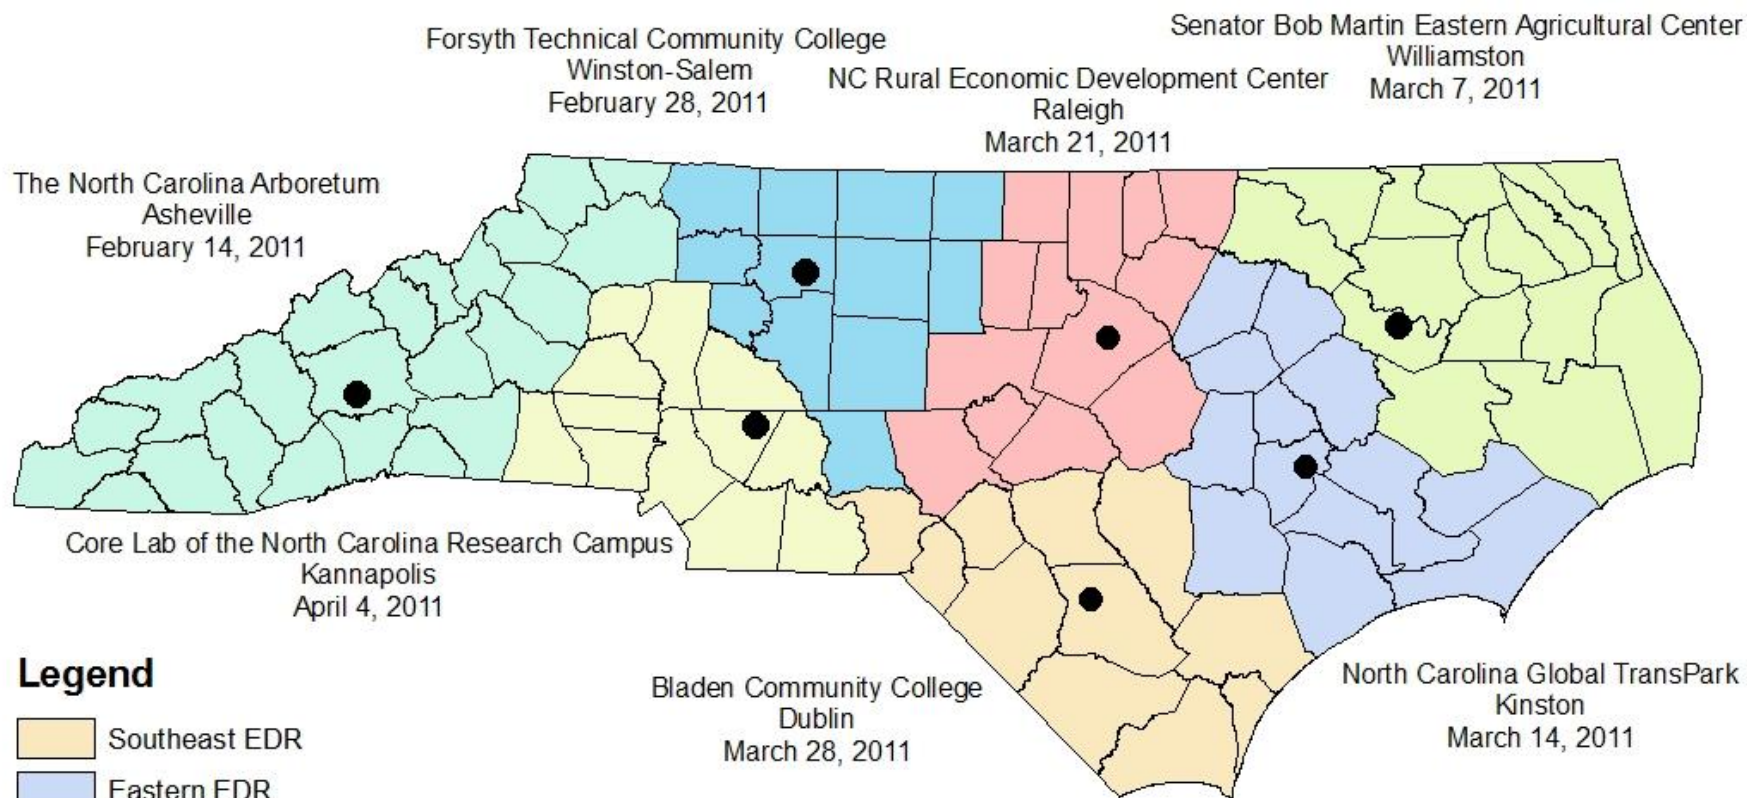 Forsyth Technical Community College
Winston-Salem
February 28, 2011
Senator Bob Martin Eastern Agricultural Center
Williamston
March 7, 2011
NC Rural Economic Development Center
Raleigh
March 21, 2011
The North Carolina Arboretum
Asheville
February 14, 2011
Core Lab of the North Carolina Research Campus
Kannapolis
April 4, 2011
Bladen Community College
Dublin
March 28, 2011
North Carolina Global TransPark
Kinston
March 14, 2011
Legend
Southeast EDR
Eastern EDR